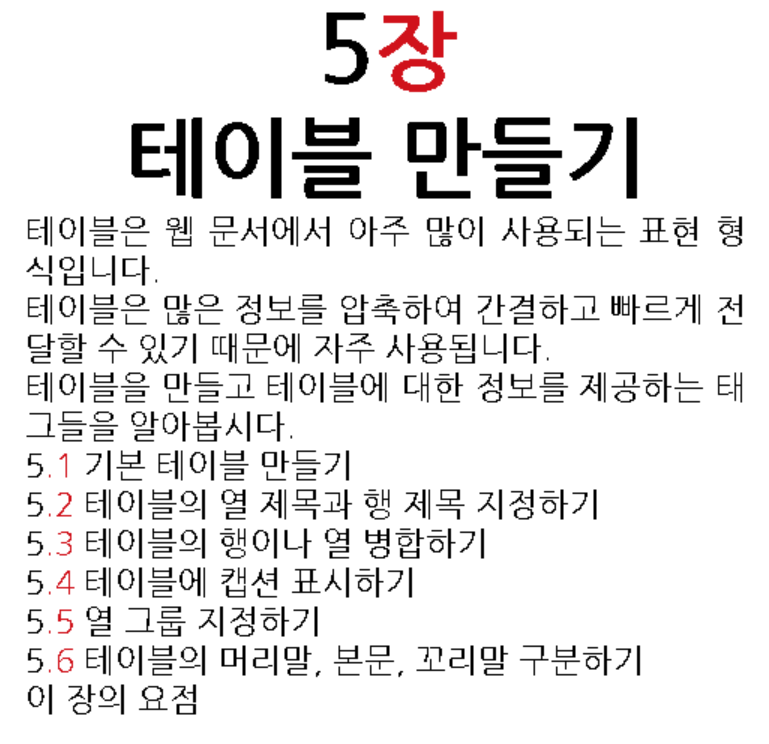 5장
테이블 만들기
테이블은 웹 문서에서 아주 많이 사용되는 표현 형
식입니다.
테이블은 많은 정보를 압축하여 간결하고 빠르게 전
달할 수 있기 때문에 자주 사용됩니다.
테이블을 만들고 테이블에 대한 정보를 제공하는 태
그들을 알아봅시다.
5.1 기본 테이블 만들기
5.2 테이블의 열 제목과 행 제목 지정하기
5.3 테이블의 행이나 열 병합하기
5.4 테이블에 캡션 표시하기
5.5 열 그룹 지정하기
5.6 테이블의 머리말, 본문, 꼬리말 구분하기
이 장의 요점